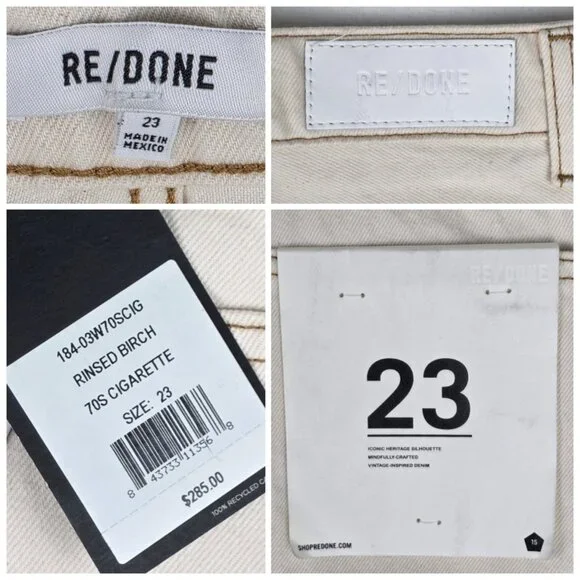 RE/DONE
23
MADE IN
MEXICO
RE/DONE
184-03W70SCIG
RINSED BIRCH
70S CIGARETTE
SIZE: 23
8 43733 11356 8
$285.00
100% RECYCLED
RE/DONE
23
ICONIC HERITAGE SILHOUETTE
MINDFULLY-CRAFTED
VINTAGE-INSPIRED DENIM
SHOPREDONE.COM
15